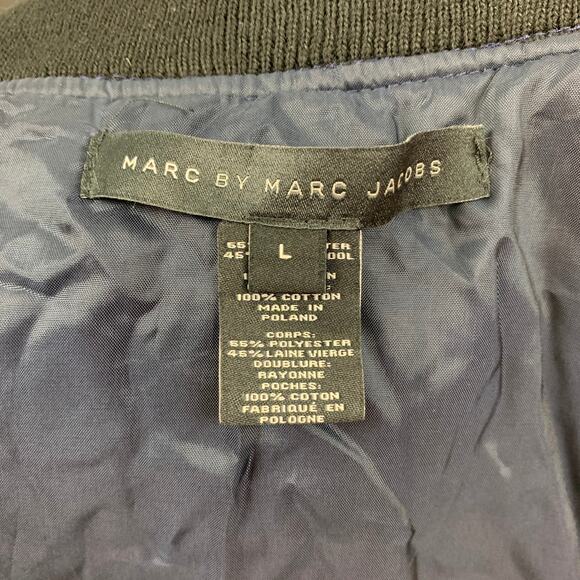 MARC BY MARC JACOBS
L
100% COTTON
MADE IN
POLAND
CORPS:
55% POLYESTER
45% LAINE VIERGE
DOUBLURE:
RAYONNE
POCHES:
100% COTON
FABRIQUÉ EN
POLOGNE